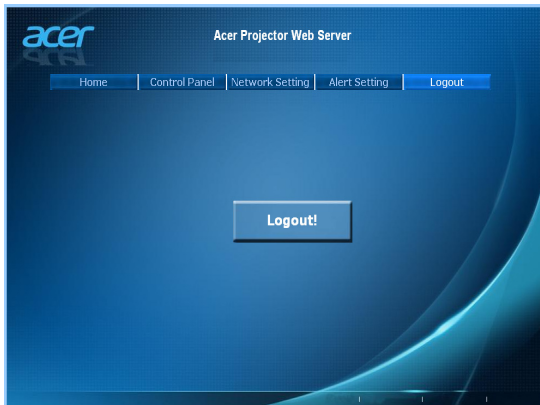 acer
Acer Projector Web Server
Home Control Panel Network Setting Alert Setting Logout
Logout!